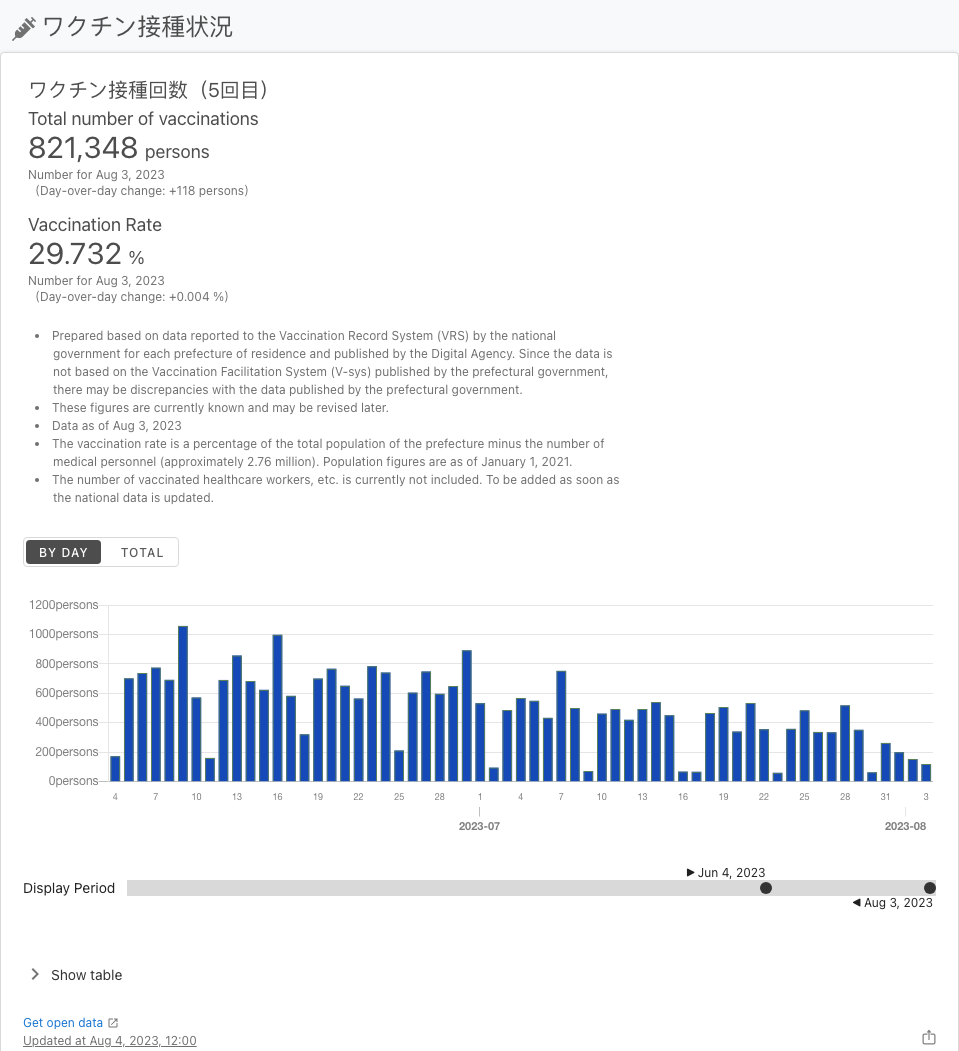 ワクチン接種状況
ワクチン接種回数（5回目）
Total number of vaccinations
821,348 persons
Number for Aug 3, 2023
(Day-over-day change: +118 persons)
Vaccination Rate
29.732 %
Number for Aug 3, 2023
(Day-over-day change: +0.004 %)
• Prepared based on data reported to the Vaccination Record System (VRS) by the national
government for each prefecture of residence and published by the Digital Agency. Since the data is
not based on the Vaccination Facilitation System (V-sys) published by the prefectural government,
there may be discrepancies with the data published by the prefectural government.
• These figures are currently known and may be revised later.
• Data as of Aug 3, 2023
• The vaccination rate is a percentage of the total population of the prefecture minus the number of
medical personnel (approximately 2.76 million). Population figures are as of January 1, 2021.
• The number of vaccinated healthcare workers, etc. is currently not included. To be added as soon as
the national data is updated.
BY DAY TOTAL
1200persons
1000persons
800persons
600persons
400persons
200persons
0persons
4 7 10 13 16 19 22 25 28 1 4 7 10 13 16 19 22 25 28 31 3
2023-07 2023-08
Jun 4, 2023
Display Period
Aug 3, 2023
Show table
Get open data
Updated at Aug 4, 2023, 12:00